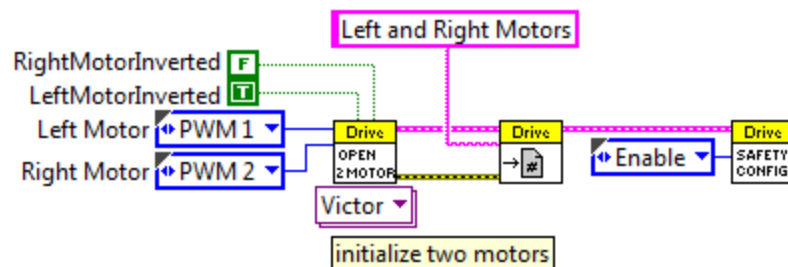 Left and Right Motors
RightMotorInverted F
LeftMotorInverted T
Left Motor PWM 1
Right Motor PWM 2
Drive
OPEN
2 MOTOR
Drive
#
Enable
Drive
SAFETY
CONFIG
Victor
initialize two motors